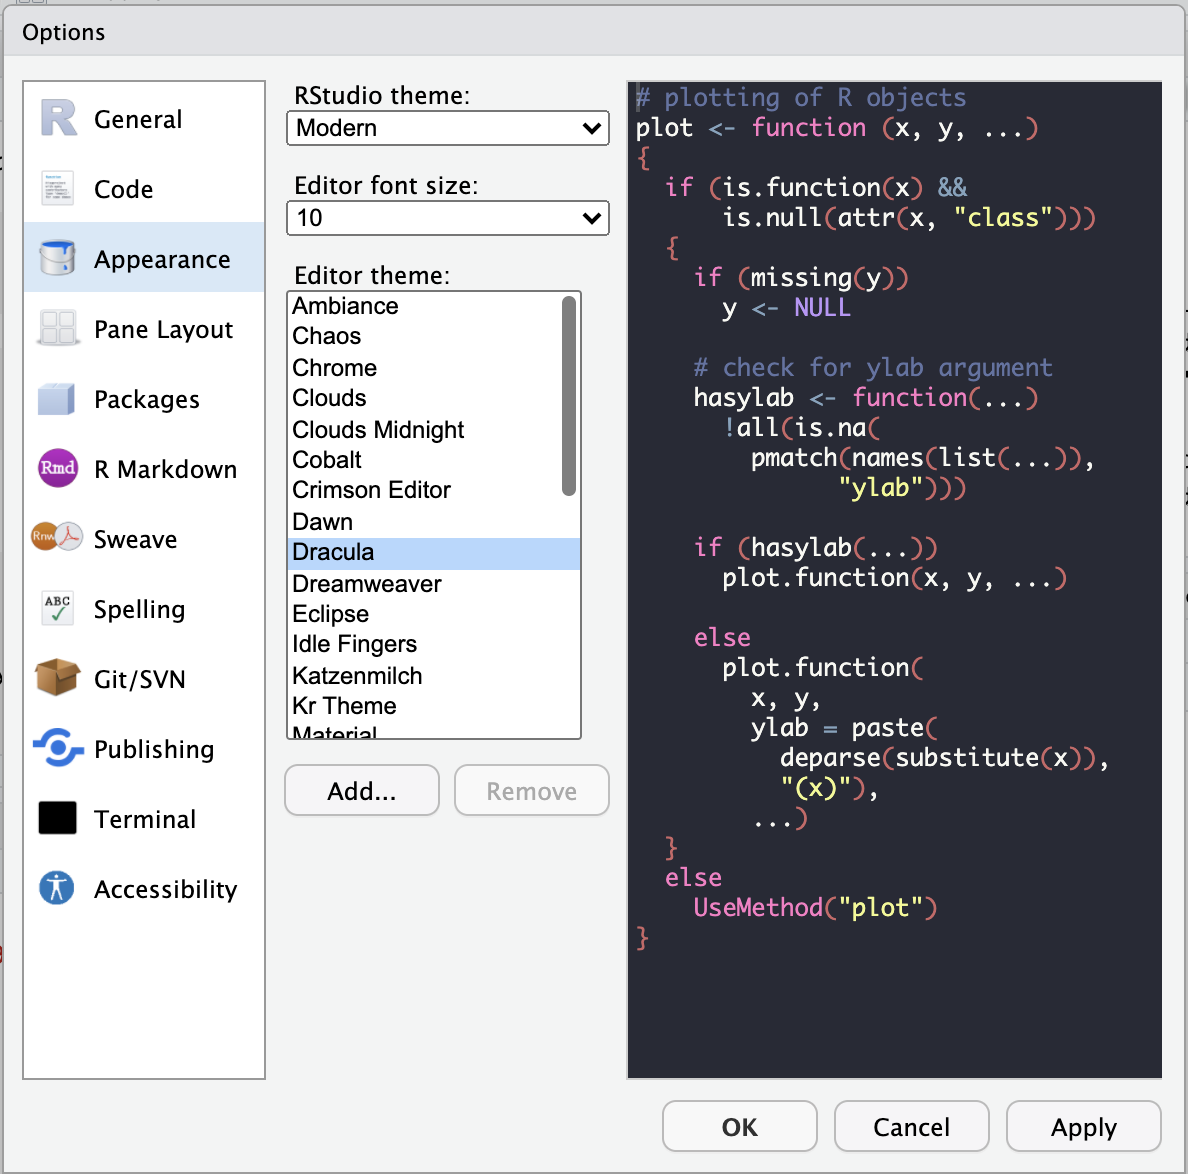 Options
General
Code
Appearance
Pane Layout
Packages
Rmd
R Markdown
Rnw
Sweave
ABC
Spelling
Git/SVN
Publishing
Terminal
Accessibility
RStudio theme:
Modern
Editor font size:
10
Editor theme:
Ambiance
Chaos
Chrome
Clouds
Clouds Midnight
Cobalt
Crimson Editor
Dawn
Dracula
Dreamweaver
Eclipse
Idle Fingers
Katzenmilch
Kr Theme
Material
Add...
Remove
# plotting of R objects
plot <- function (x, y, ...)
{
  if (is.function(x) &&
      is.null(attr(x, "class")))
  {
    if (missing(y))
      y <- NULL
    # check for ylab argument
    hasylab <- function(...)
      !all(is.na(
        pmatch(names(list(...)),
              "ylab")))
    if (hasylab(...))
      plot.function(x, y, ...)
    else
      plot.function(
        x, y,
        ylab = paste(
          deparse(substitute(x)),
          "(x)"),
        ...)
  }
  else
    UseMethod("plot")
}
OK
Cancel
Apply